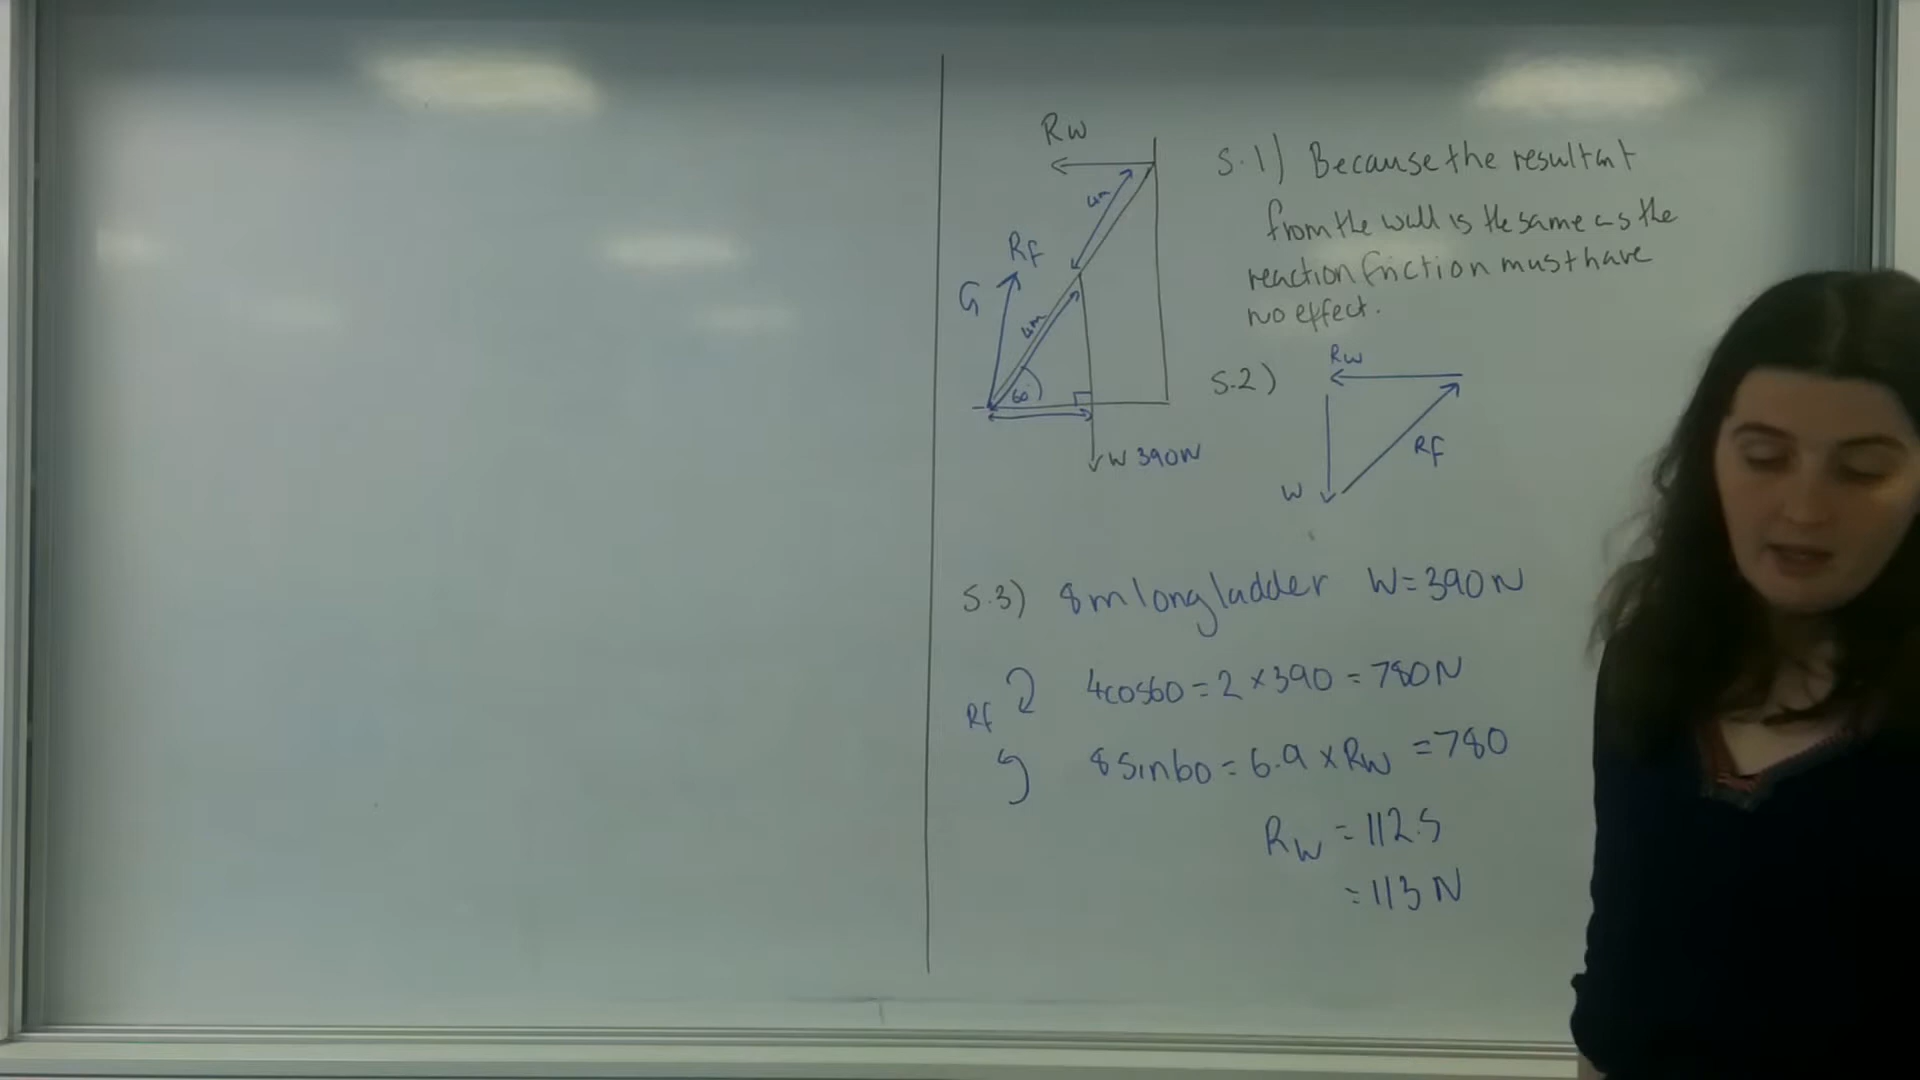 Rw
4m
Rf
G
4m
60
W 390N
S.1) Because the resultant
from the wall is the same as the
reaction friction must have
no effect.
S.2)
Rw
Rf
W
S.3) 8m long ladder W=390N
4cos60=2×390=780N
Rf
8sin60=6.9×Rw =780
Rw =112.5
=113N